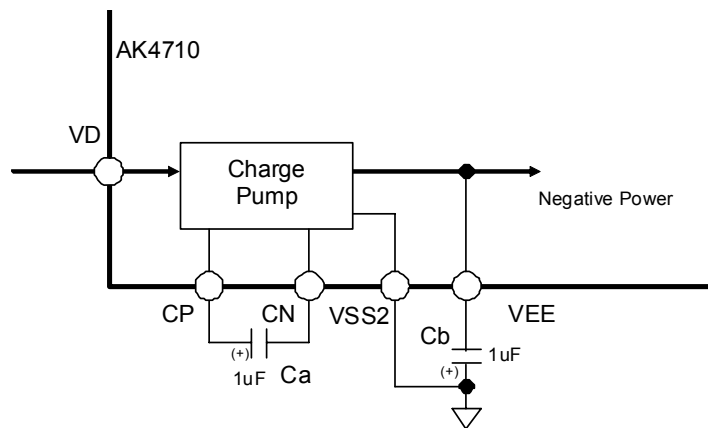 AK4710
VD
Charge
Pump
Negative Power
CP
CN
VSS2
VEE
Cb
1uF
(+)
(+)
1uF
Ca